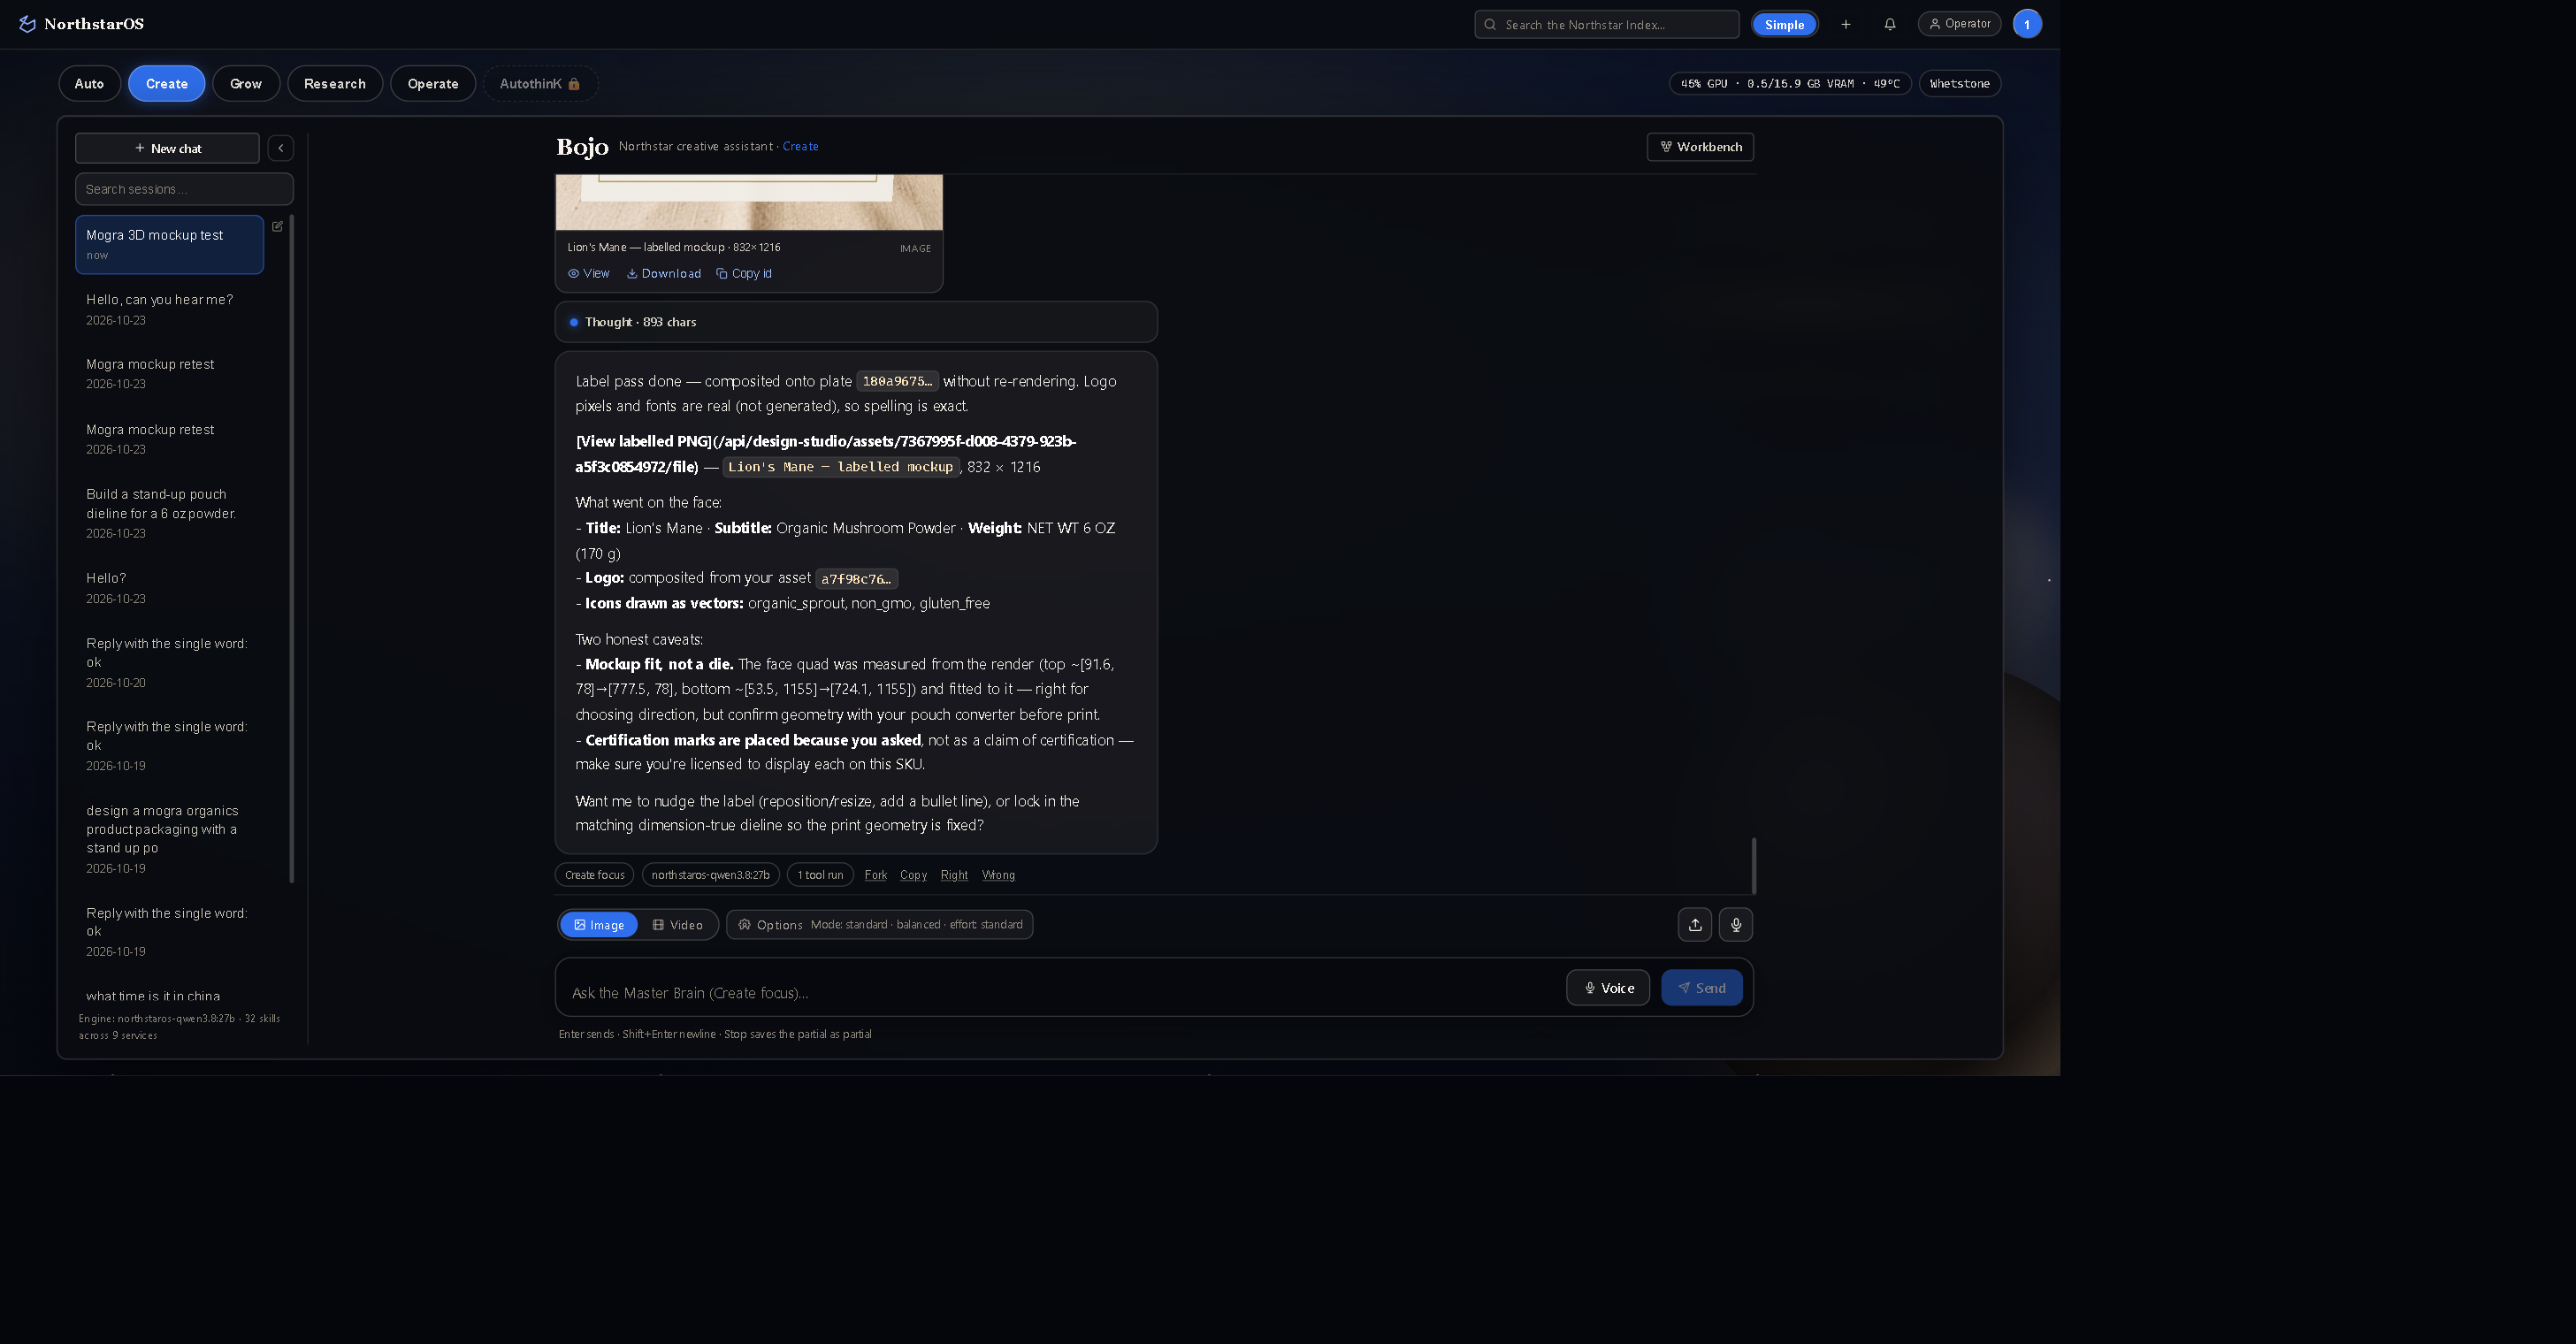 NorthstarOS
Search the Northstar Index...
Simple
Operator
1
Auto
Create
Grow
Research
Operate
AutothinK
45% GPU · 0.5/15.9 GB VRAM · 49°C
Whetstone
+ New chat
Search sessions...
Mogra 3D mockup test
now
Hello, can you hear me?
2026-10-23
Mogra mockup retest
2026-10-23
Mogra mockup retest
2026-10-23
Build a stand-up pouch
dieline for a 6 oz powder.
2026-10-23
Hello?
2026-10-23
Reply with the single word:
ok
2026-10-20
Reply with the single word:
ok
2026-10-19
design a mogra organics
product packaging with a
stand up po
2026-10-19
Reply with the single word:
ok
2026-10-19
what time is it in china
Engine: northstaros-qwen3.8:27b · 32 skills
across 9 services
Bojo Northstar creative assistant · Create
Workbench
Lion's Mane — labelled mockup · 832×1216
IMAGE
View
Download
Copy id
Thought · 893 chars
Label pass done — composited onto plate 180a9675… without re-rendering. Logo
pixels and fonts are real (not generated), so spelling is exact.
[View labelled PNG](/api/design-studio/assets/7367995f-d008-4379-923b-
a5f3c0854972/file) — Lion's Mane — labelled mockup, 832 × 1216
What went on the face:
- Title: Lion's Mane · Subtitle: Organic Mushroom Powder · Weight: NET WT 6 OZ
(170 g)
- Logo: composited from your asset a7f98c76…
- Icons drawn as vectors: organic_sprout, non_gmo, gluten_free
Two honest caveats:
- Mockup fit, not a die. The face quad was measured from the render (top ~[91.6,
78]→[777.5, 78], bottom ~[53.5, 1155]→[724.1, 1155]) and fitted to it — right for
choosing direction, but confirm geometry with your pouch converter before print.
- Certification marks are placed because you asked, not as a claim of certification —
make sure you're licensed to display each on this SKU.
Want me to nudge the label (reposition/resize, add a bullet line), or lock in the
matching dimension-true dieline so the print geometry is fixed?
Create focus
northstaros-qwen3.8:27b
1 tool run
Fork
Copy
Right
Wrong
Image
Video
Options Mode: standard · balanced · effort: standard
Ask the Master Brain (Create focus)...
Voice
Send
Enter sends · Shift+Enter newline · Stop saves the partial as partial